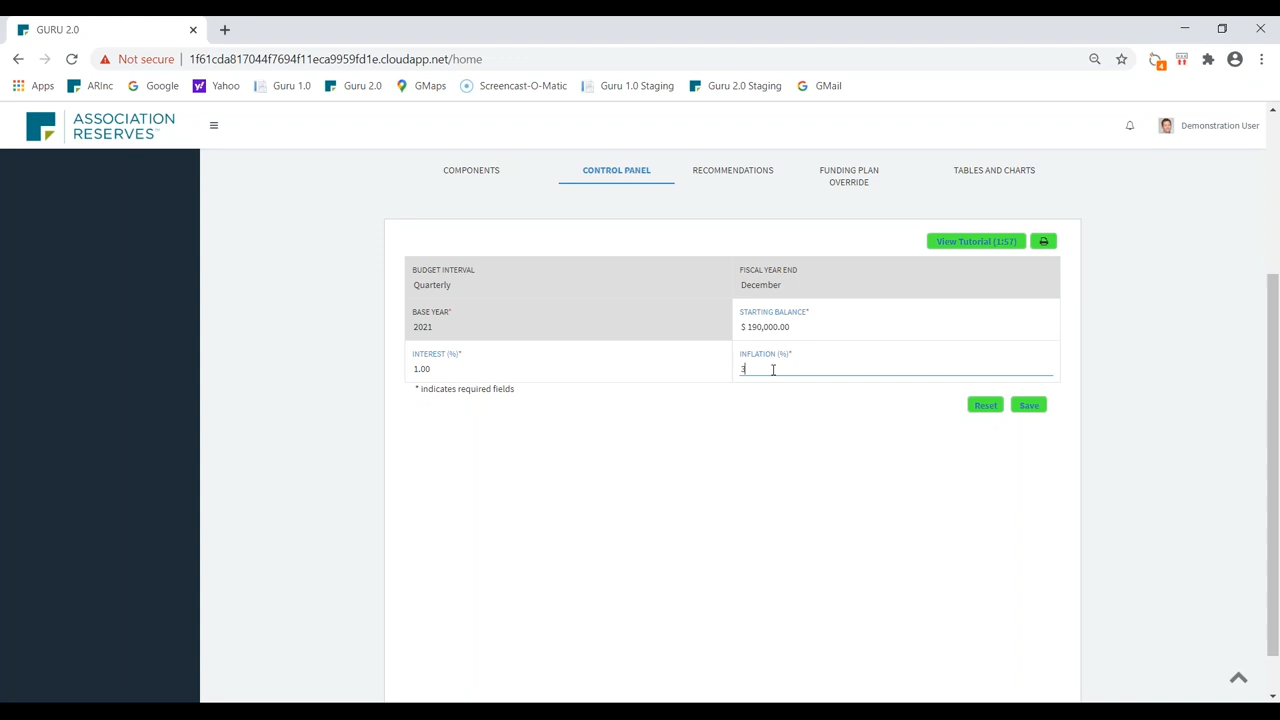 GURU 2.0
Not secure
1f61cda817044f7694f11eca9959fd1e.cloudapp.net/home
4
Apps
ARInc
Google
Yahoo
Guru 1.0
Guru 2.0
GMaps
Screencast-O-Matic
Guru 1.0 Staging
Guru 2.0 Staging
GMail
ASSOCIATION
RESERVES™
Demonstration User
COMPONENTS
CONTROL PANEL
RECOMMENDATIONS
FUNDING PLAN
OVERRIDE
TABLES AND CHARTS
View Tutorial (1:57)
BUDGET INTERVAL
Quarterly
FISCAL YEAR END
December
BASE YEAR*
2021
STARTING BALANCE*
$ 190,000.00
INTEREST (%)*
1.00
INFLATION (%)*
3
* indicates required fields
Reset
Save